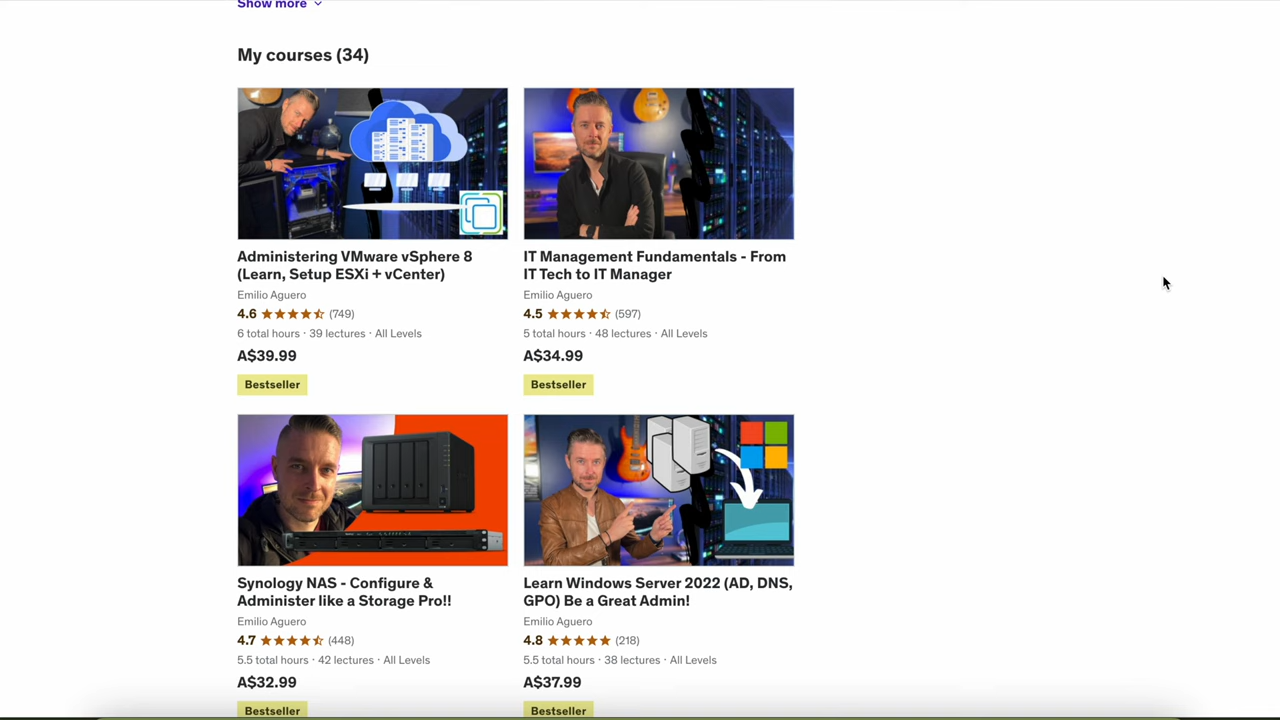 Show more
My courses (34)
Administering VMware vSphere 8
(Learn, Setup ESXi + vCenter)
Emilio Aguero
4.6 (749)
6 total hours · 39 lectures · All Levels
A$39.99
Bestseller
IT Management Fundamentals - From
IT Tech to IT Manager
Emilio Aguero
4.5 (597)
5 total hours · 48 lectures · All Levels
A$34.99
Bestseller
Synology NAS - Configure &
Administer like a Storage Pro!!
Emilio Aguero
4.7 (448)
5.5 total hours · 42 lectures · All Levels
A$32.99
Bestseller
Learn Windows Server 2022 (AD, DNS,
GPO) Be a Great Admin!
Emilio Aguero
4.8 (218)
5.5 total hours · 38 lectures · All Levels
A$37.99
Bestseller